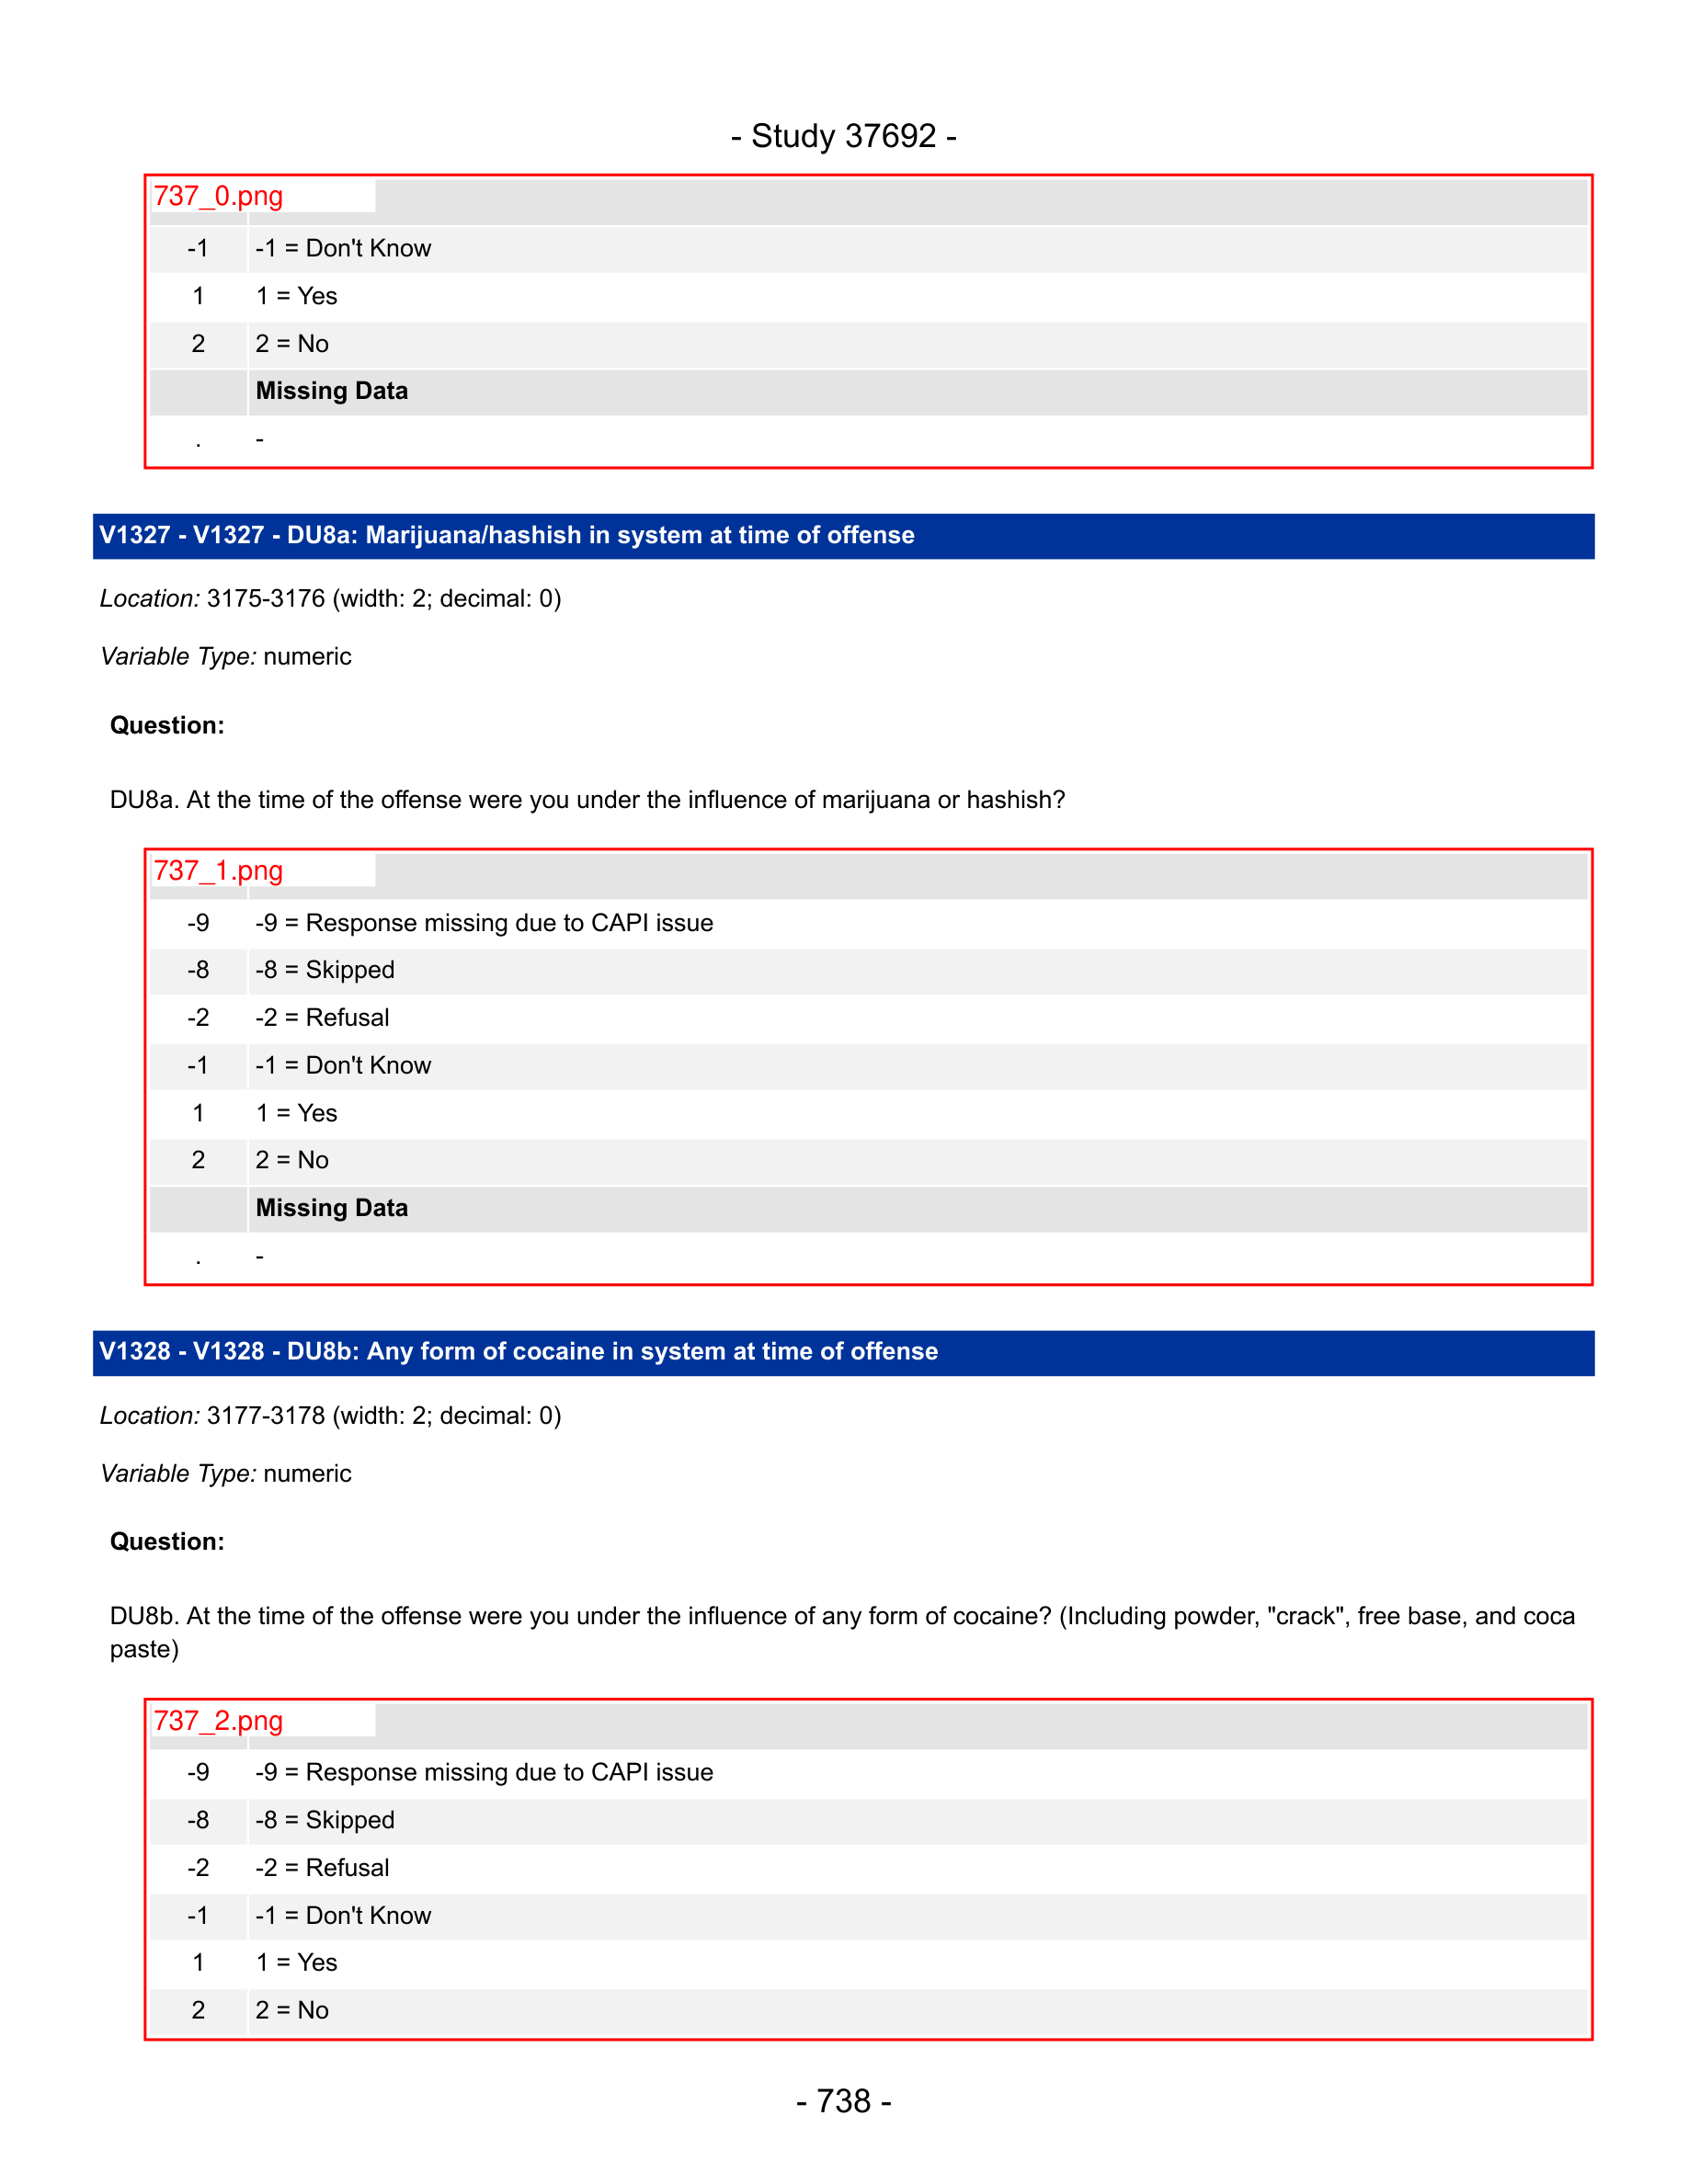 - Study 37692 -
737_0.png
-1 -1 = Don't Know
1 1 = Yes
2 2 = No
Missing Data
. -
V1327 - V1327 - DU8a: Marijuana/hashish in system at time of offense
Location: 3175-3176 (width: 2; decimal: 0)
Variable Type: numeric
Question:
DU8a. At the time of the offense were you under the influence of marijuana or hashish?
737_1.png
-9 -9 = Response missing due to CAPI issue
-8 -8 = Skipped
-2 -2 = Refusal
-1 -1 = Don't Know
1 1 = Yes
2 2 = No
Missing Data
. -
V1328 - V1328 - DU8b: Any form of cocaine in system at time of offense
Location: 3177-3178 (width: 2; decimal: 0)
Variable Type: numeric
Question:
DU8b. At the time of the offense were you under the influence of any form of cocaine? (Including powder, "crack", free base, and coca
paste)
737_2.png
-9 -9 = Response missing due to CAPI issue
-8 -8 = Skipped
-2 -2 = Refusal
-1 -1 = Don't Know
1 1 = Yes
2 2 = No
- 738 -